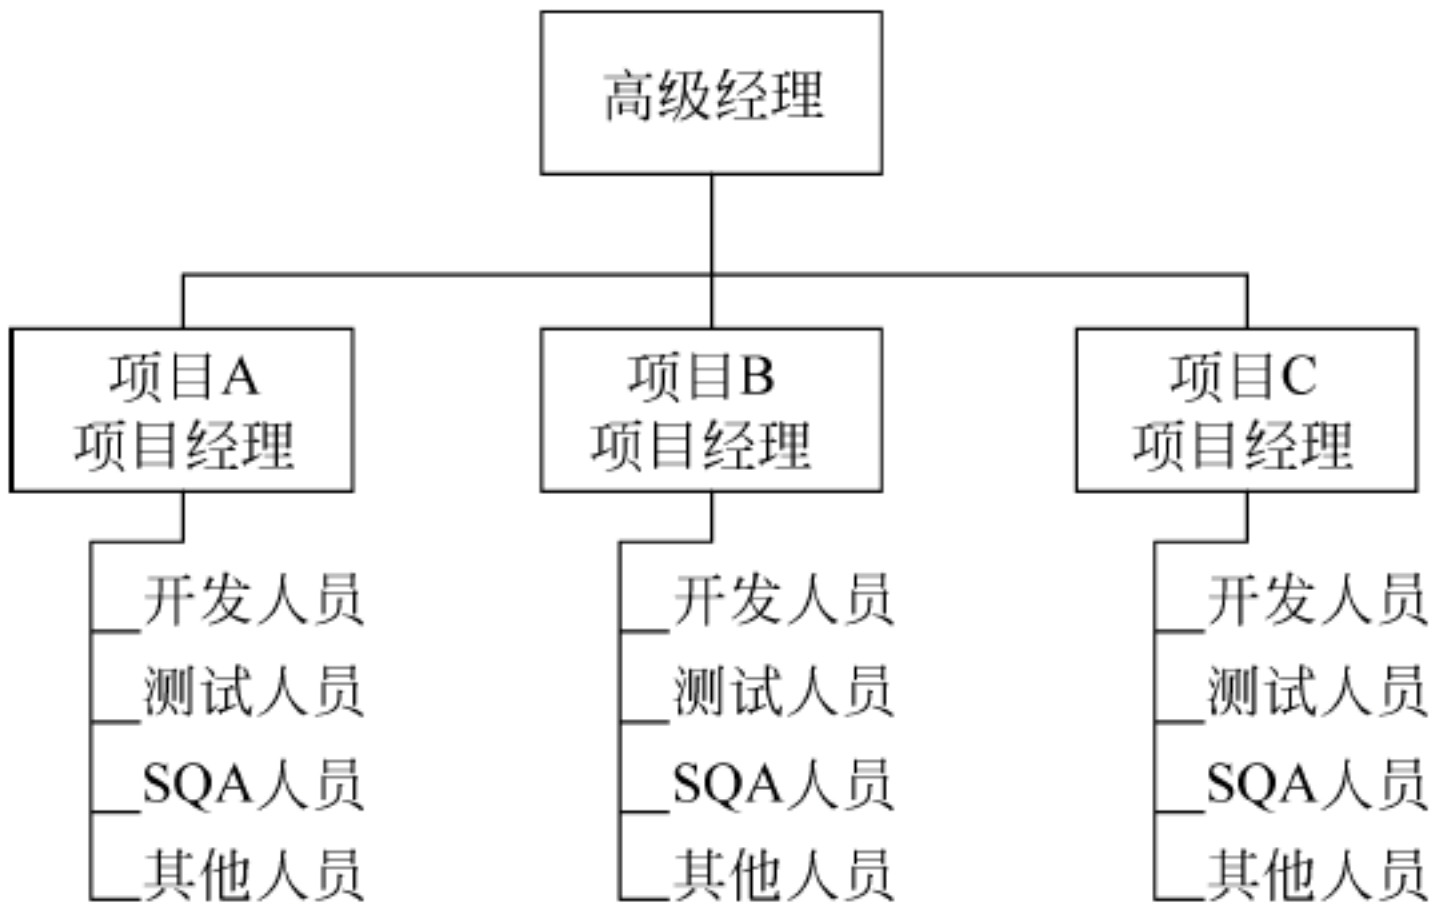 高级经理
项目A
项目经理
项目B
项目经理
项目C
项目经理
开发人员
测试人员
SQA人员
其他人员
开发人员
测试人员
SQA人员
其他人员
开发人员
测试人员
SQA人员
其他人员